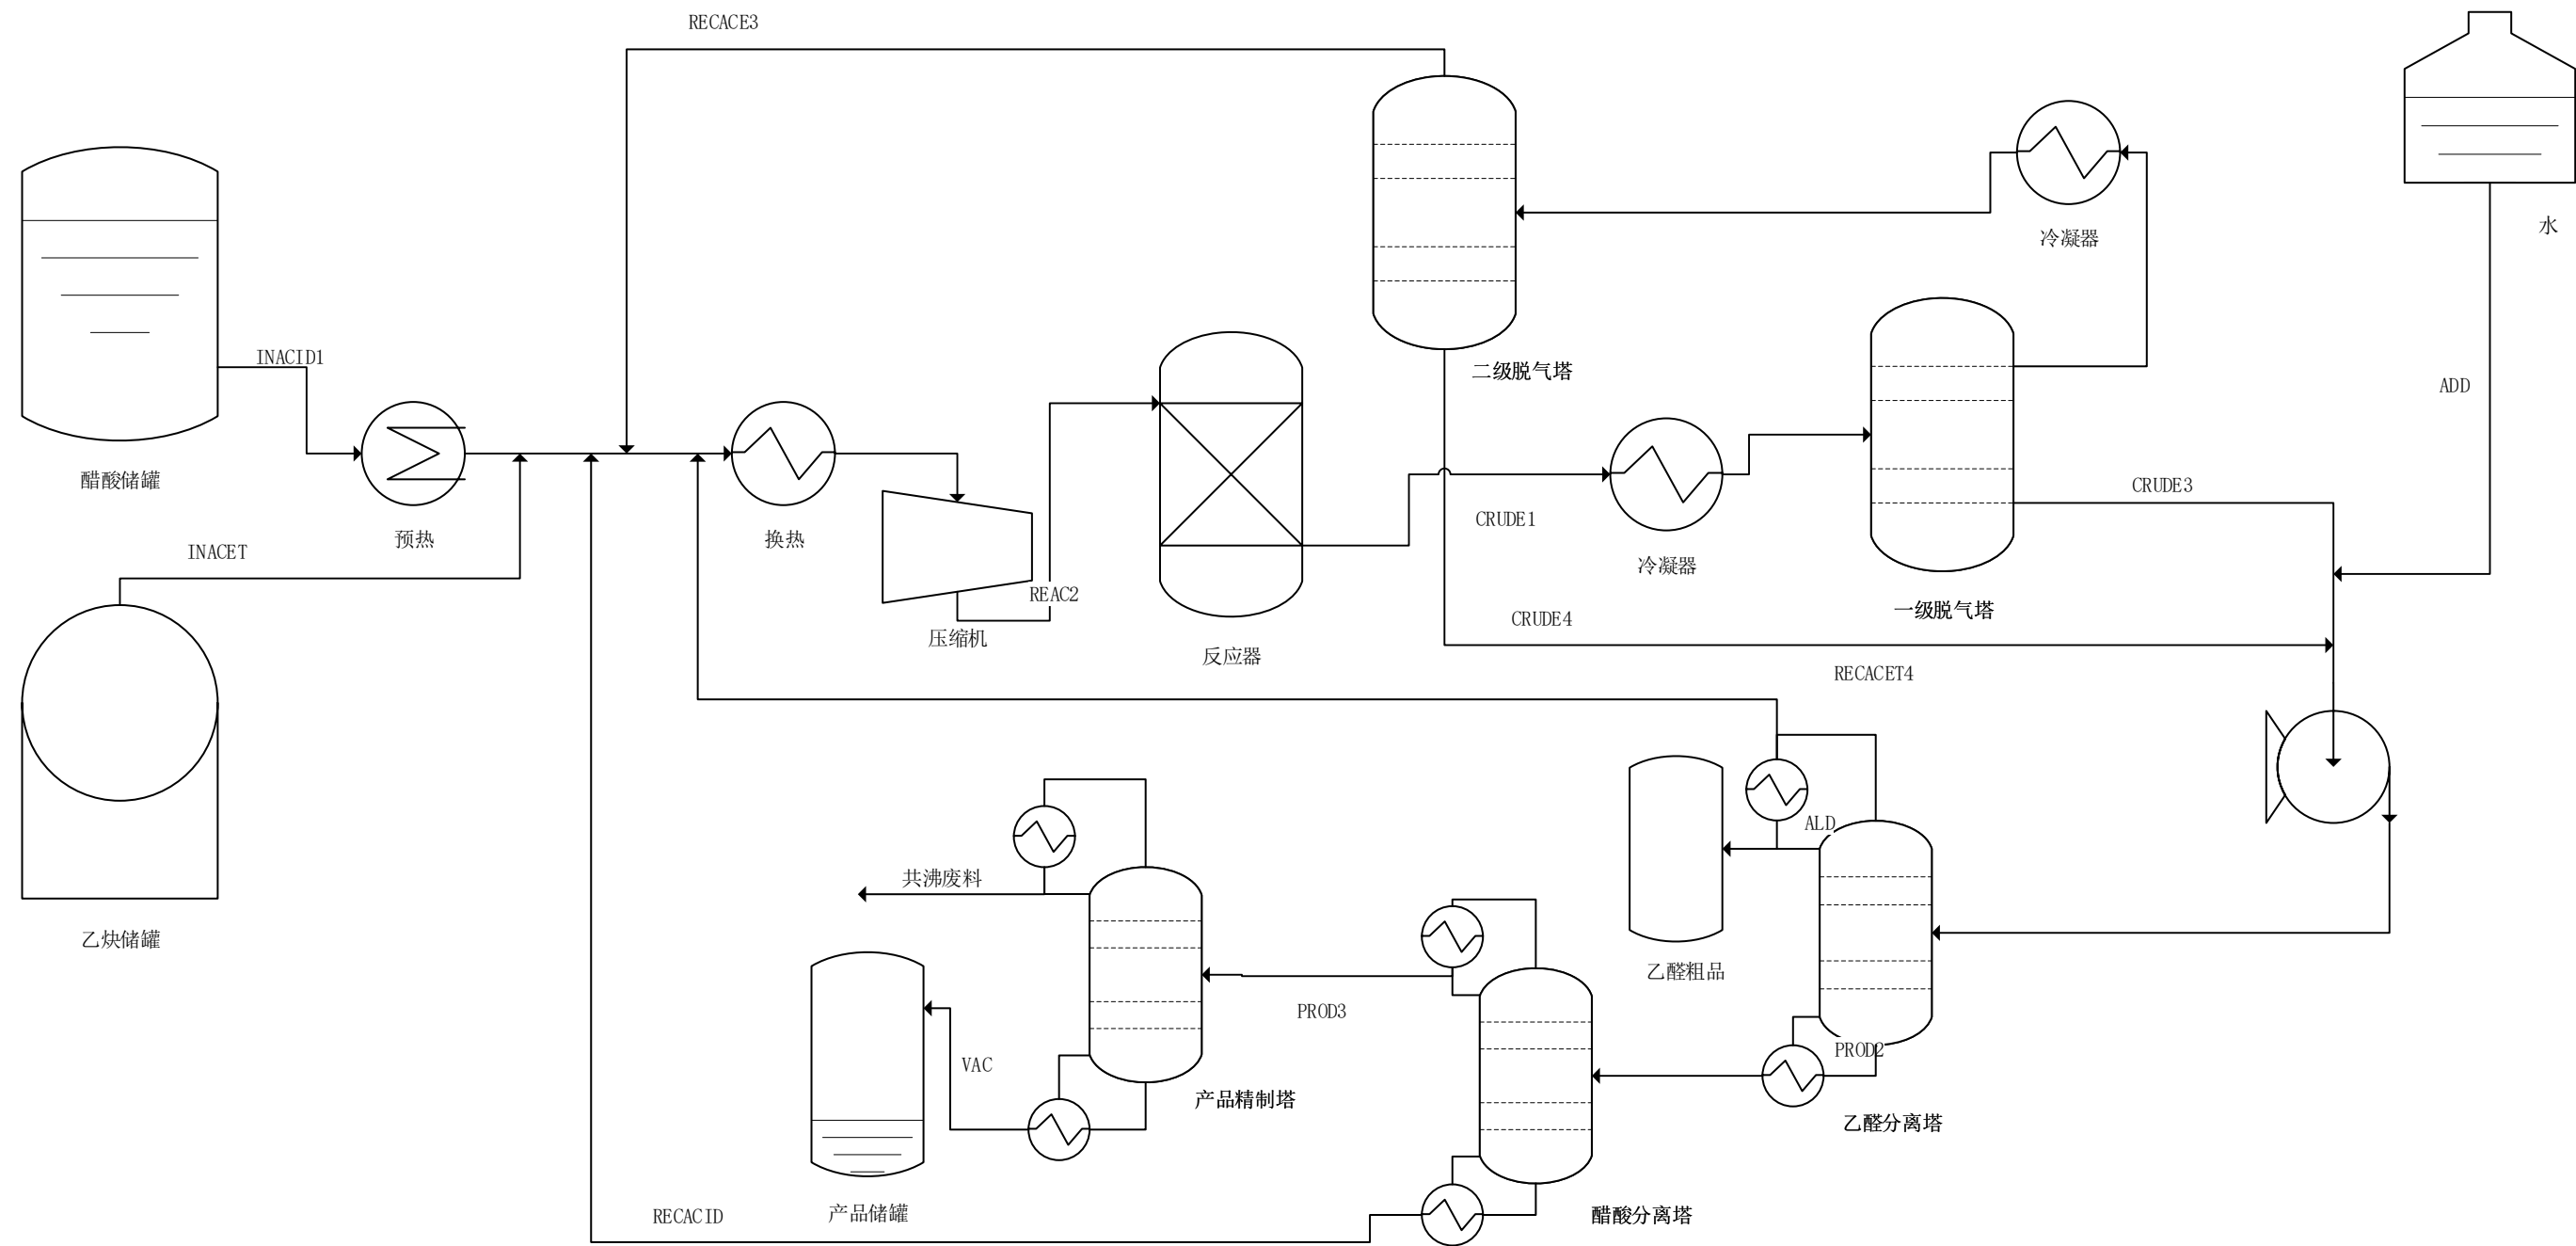 RECACE3
水
冷凝器
INACID1
二级脱气塔
ADD
醋酸储罐
CRUDE3
CRUDE1
预热
换热
INACET
冷凝器
REAC2
一级脱气塔
CRUDE4
压缩机
反应器
RECACET4
ALD
共沸废料
乙炔储罐
乙醛粗品
PROD3
PROD2
VAC
产品精制塔
乙醛分离塔
产品储罐
RECACID
醋酸分离塔